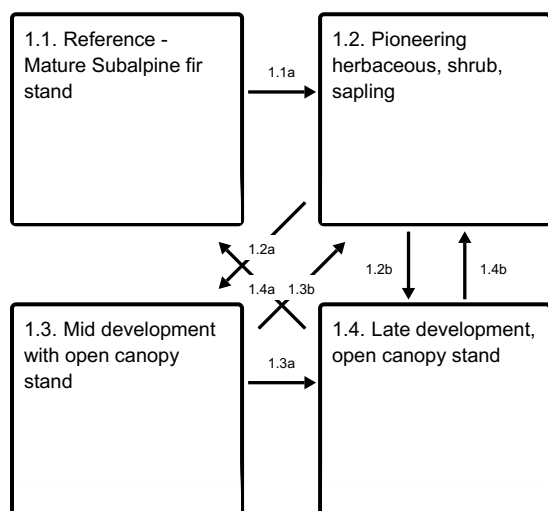 1.1. Reference -
Mature Subalpine fir
stand
1.1a
1.2. Pioneering
herbaceous, shrub,
sapling
1.2a
1.4a
1.3b
1.2b
1.4b
1.3. Mid development
with open canopy
stand
1.3a
1.4. Late development,
open canopy stand